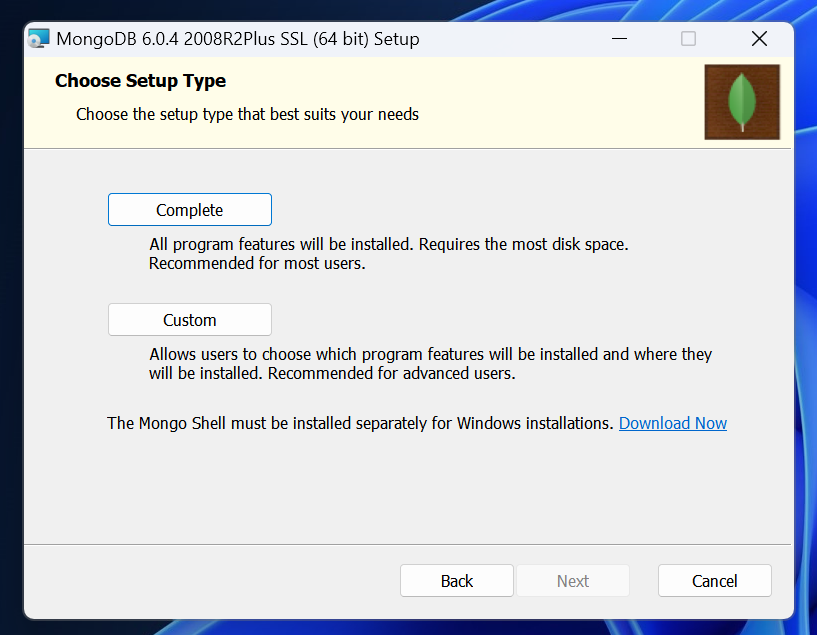 MongoDB 6.0.4 2008R2Plus SSL (64 bit) Setup
Choose Setup Type
Choose the setup type that best suits your needs
Complete
All program features will be installed. Requires the most disk space.
Recommended for most users.
Custom
Allows users to choose which program features will be installed and where they
will be installed. Recommended for advanced users.
The Mongo Shell must be installed separately for Windows installations. Download Now
Back Next Cancel